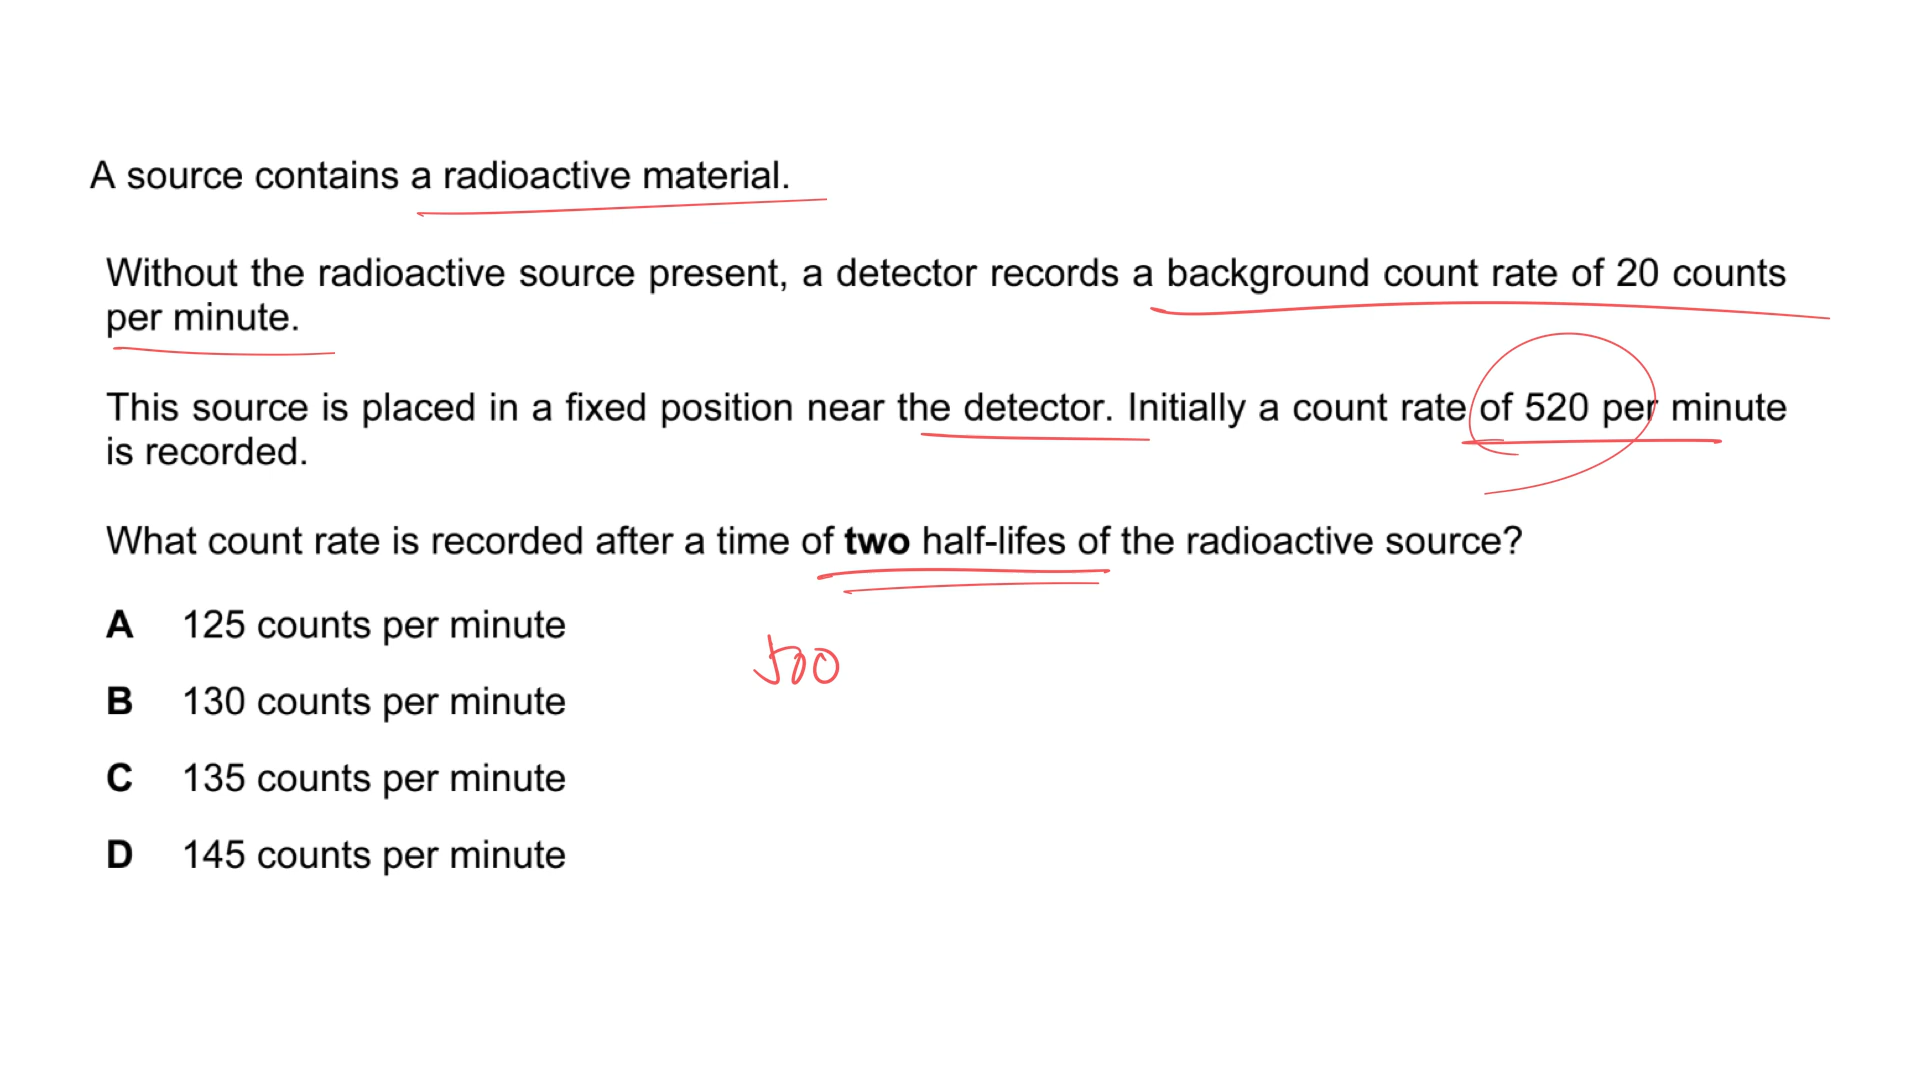 A source contains a radioactive material.
Without the radioactive source present, a detector records a background count rate of 20 counts
per minute.
This source is placed in a fixed position near the detector. Initially a count rate of 520 per minute
is recorded.
What count rate is recorded after a time of two half-lifes of the radioactive source?
A 125 counts per minute
500
B 130 counts per minute
C 135 counts per minute
D 145 counts per minute